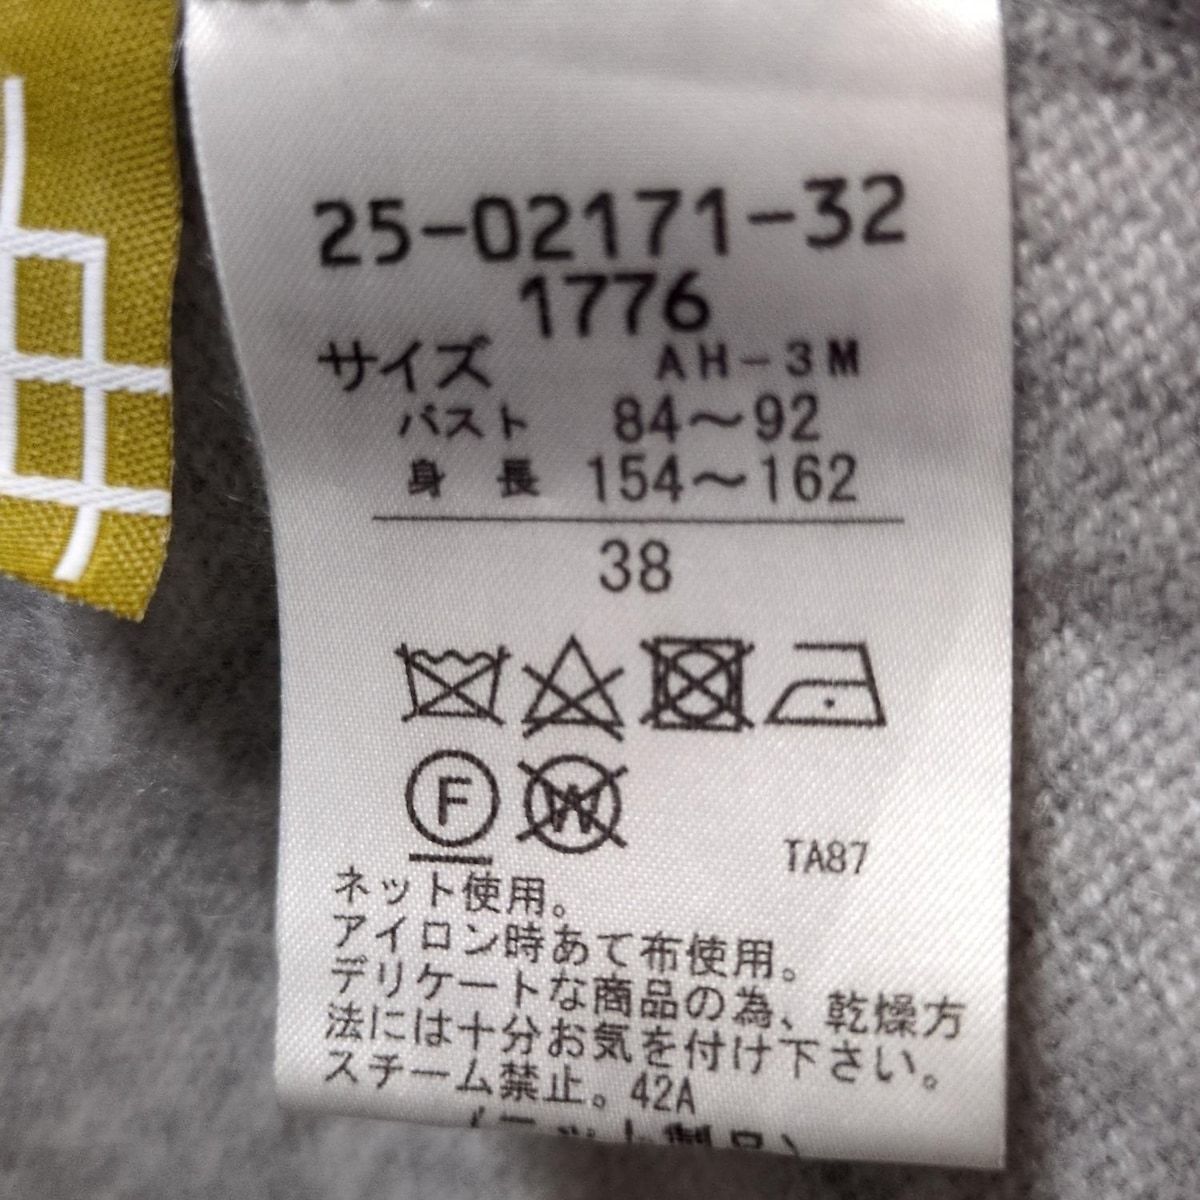 25-02171-32
1776
サイズ AH-3M
バスト 84〜92
身長 154〜162
38
F W
TA87
ネット使用。
アイロン時あて布使用。
デリケートな商品の為、乾燥方
法には十分お気を付け下さい。
スチーム禁止。42A